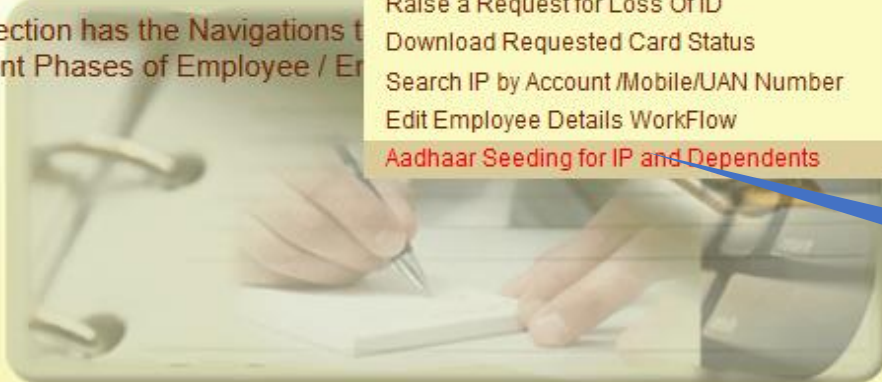 Raise a Request for Loss Of ID
ection has the Navigations t
Download Requested Card Status
nt Phases of Employee / Er
Search IP by Account /Mobile/UAN Number
Edit Employee Details WorkFlow
Aadhaar Seeding for IP and Dependents